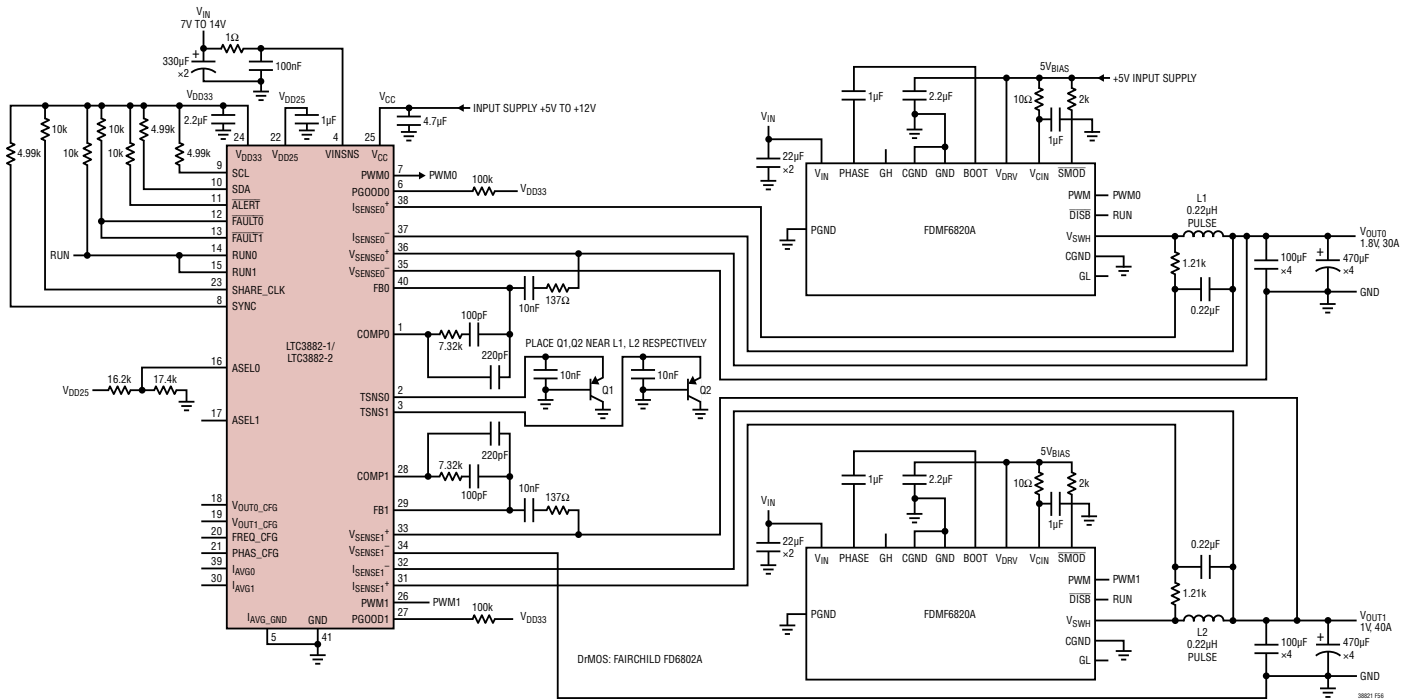 VIN
7V TO 14V
1Ω
330µF
×2
100nF
VDD33
VDD25
VCC
INPUT SUPPLY +5V TO +12V
2.2µF
1µF
4.7µF
10k
10k
10k
10k
4.99k
4.99k
4.99k
24
22
4
25
VDD33
VDD25
VINSNS
VCC
9
SCL
10
SDA
11
ALERT
12
FAULT0
13
FAULT1
RUN
14
RUN0
15
RUN1
23
SHARE_CLK
8
SYNC
16
ASEL0
VDD25
16.2k
17.4k
17
ASEL1
18
VOUT0_CFG
19
VOUT1_CFG
20
FREQ_CFG
21
PHAS_CFG
39
IAVG0
30
IAVG1
IAVG_GND
GND
5
41
LTC3882-1/
LTC3882-2
PWM0
7
PWM0
PGOOD0
6
100k
VDD33
ISENSE0+
38
ISENSE0−
37
VSENSE0+
36
VSENSE0−
35
FB0
40
10nF
137Ω
COMP0
1
7.32k
100pF
220pF
PLACE Q1,Q2 NEAR L1, L2 RESPECTIVELY
10nF
Q1
10nF
Q2
TSNS0
2
TSNS1
3
COMP1
28
7.32k
220pF
100pF
10nF
137Ω
FB1
29
VSENSE1+
33
VSENSE1−
34
ISENSE1−
32
ISENSE1+
31
PWM1
26
PWM1
PGOOD1
27
100k
VDD33
VIN
22µF
×2
1µF
2.2µF
5VBIAS
+5V INPUT SUPPLY
10Ω
2k
1µF
VIN
PHASE
GH
CGND
GND
BOOT
VDRV
VCIN
SMOD
PGND
FDMF6820A
PWM
PWM0
DISB
RUN
VSWH
CGND
GL
L1
0.22µH
PULSE
1.21k
0.22µF
100µF
×4
470µF
×4
VOUT0
1.8V, 30A
GND
VIN
22µF
×2
1µF
2.2µF
5VBIAS
10Ω
2k
1µF
VIN
PHASE
GH
CGND
GND
BOOT
VDRV
VCIN
SMOD
PGND
FDMF6820A
PWM
PWM1
DISB
RUN
VSWH
CGND
GL
0.22µF
1.21k
L2
0.22µH
PULSE
100µF
×4
470µF
×4
VOUT1
1V, 40A
GND
DrMOS: FAIRCHILD FD6802A
38821 F56